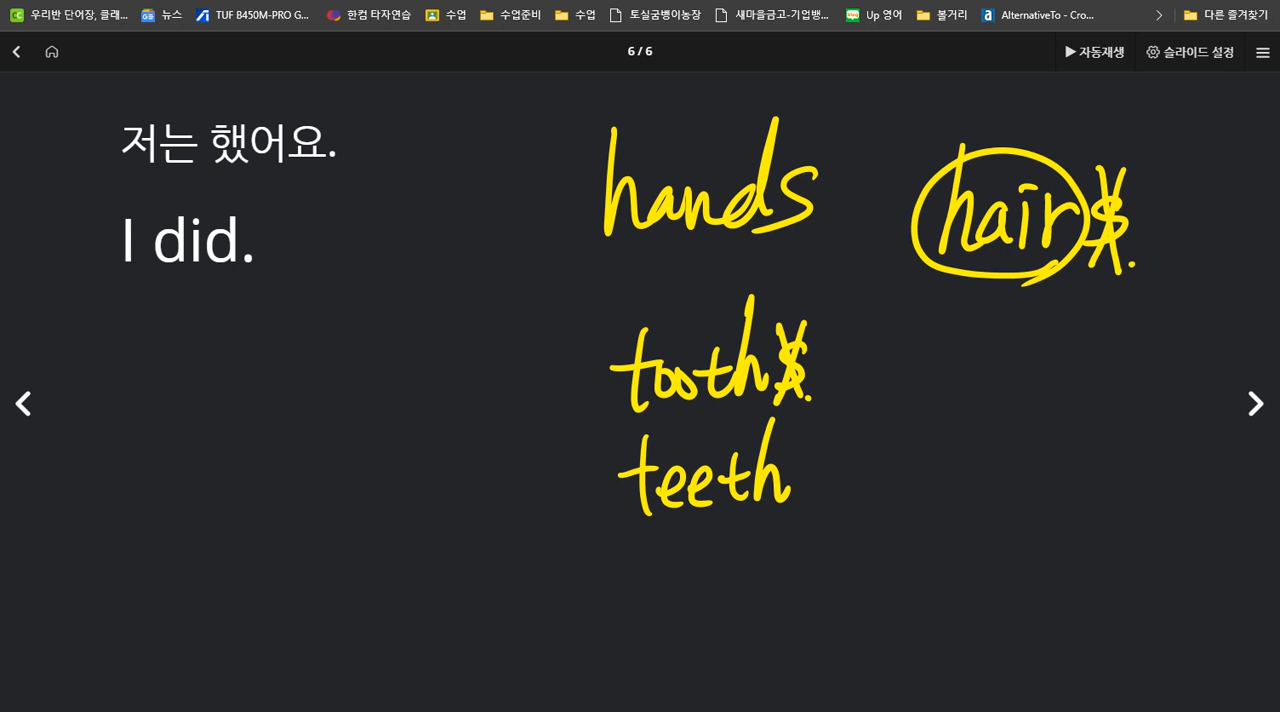 우리반 단어장, 클래... 뉴스 TUF B450M-PRO G... 한컴 타자연습 수업 수업준비 수업 토실굼벵이농장 새마을금고-기업뱅... Up 영어 볼거리 AlternativeTo - Cro... 다른 즐겨찾기
6 / 6 자동재생 슬라이드 설정
저는 했어요.
I did.
hands
hairs.
tooths.
teeth